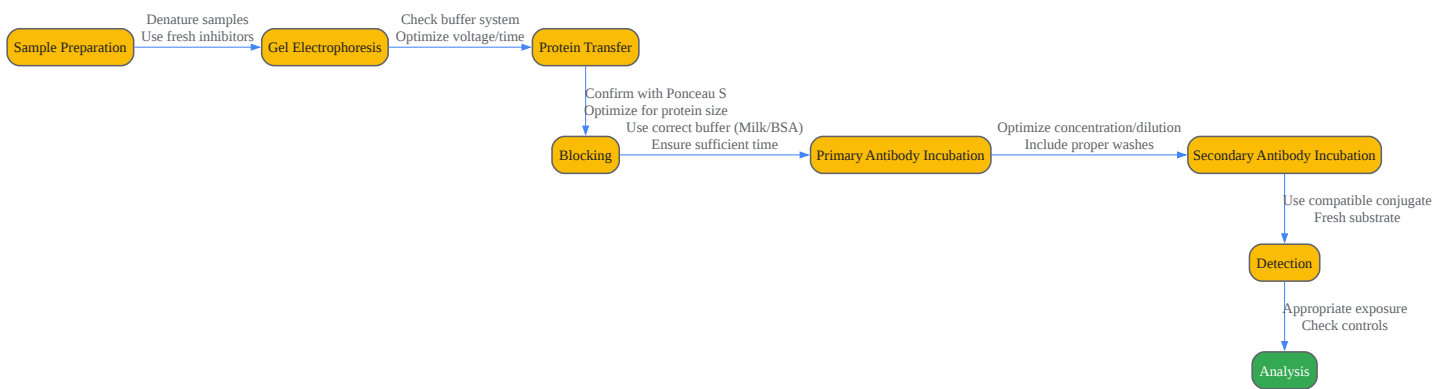 Denature samples
Use fresh inhibitors
Check buffer system
Optimize voltage/time
Sample Preparation
Gel Electrophoresis
Protein Transfer
Confirm with Ponceau S
Optimize for protein size
Use correct buffer (Milk/BSA)
Ensure sufficient time
Optimize concentration/dilution
Include proper washes
Blocking
Primary Antibody Incubation
Secondary Antibody Incubation
Use compatible conjugate
Fresh substrate
Detection
Appropriate exposure
Check controls
Analysis